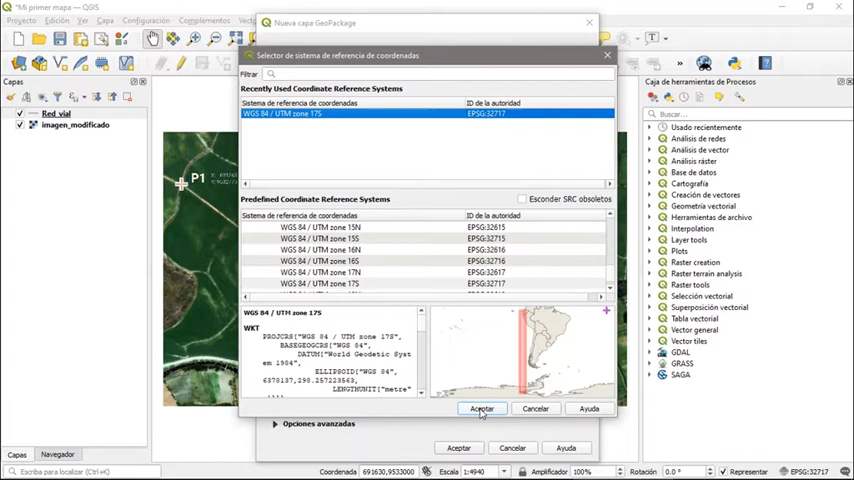 *Mi primer mapa — QGIS
Nueva capa GeoPackage
Proyecto Edición Ver Capa Configuración Complementos
Selector de sistema de referencia de coordenadas
Filtrar
Recently Used Coordinate Reference Systems
Sistema de referencia de coordenadas ID de la autoridad
WGS 84 / UTM zone 17S EPSG:32717
Predefined Coordinate Reference Systems
Esconder SRC obsoletos
Sistema de referencia de coordenadas ID de la autoridad
WGS 84 / UTM zone 15N EPSG:32615
WGS 84 / UTM zone 15S EPSG:32715
WGS 84 / UTM zone 16N EPSG:32616
WGS 84 / UTM zone 16S EPSG:32716
WGS 84 / UTM zone 17N EPSG:32617
WGS 84 / UTM zone 17S EPSG:32717
WGS 84 / UTM zone 17S
WKT
PROJCRS["WGS 84 / UTM zone 17S",
BASEGEOGCRS["WGS 84",
DATUM["World Geodetic Syst
em 1984",
ELLIPSOID["WGS 84",
6378137,298.257223563,
LENGTHUNIT["metre"
Aceptar Cancelar Ayuda
Opciones avanzadas
Aceptar Cancelar Ayuda
Capas
Red_vial
imagen_modificado
P1
Caja de herramientas de Procesos
Buscar...
Usado recientemente
Análisis de redes
Análisis de vector
Análisis ráster
Base de datos
Cartografía
Creación de vectores
Geometría vectorial
Herramientas de archivo
Interpolation
Layer tools
Plots
Raster creation
Raster terrain analysis
Raster tools
Selección vectorial
Superposición vectorial
Tabla vectorial
Vector general
Vector tiles
GDAL
GRASS
SAGA
Capas Navegador
Escriba para localizar (Ctrl+K)
Coordenada 691630,9533000 Escala 1:4940 Amplificador 100% Rotación 0.0 ° Representar EPSG:32717